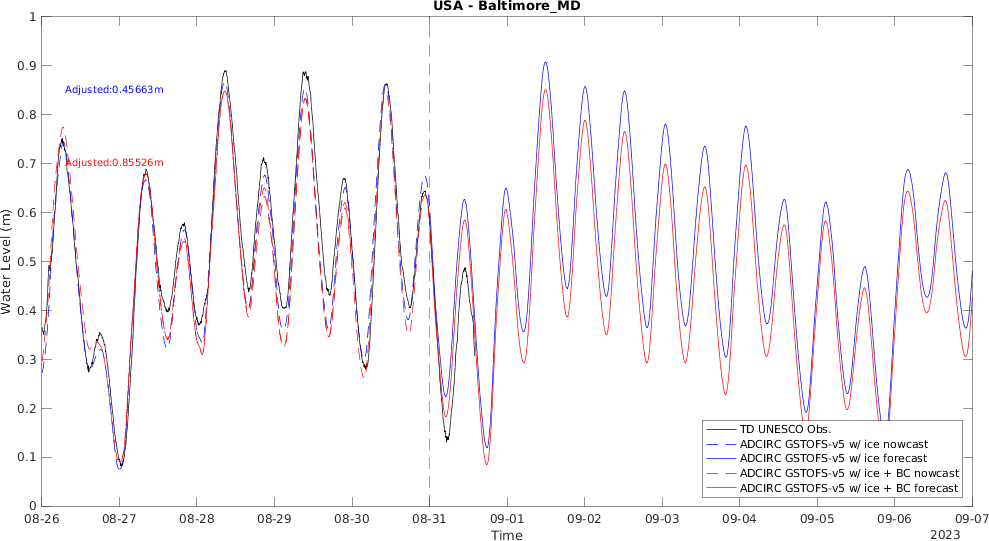 USA - Baltimore_MD
1
0.9
0.8
0.7
0.6
0.5
0.4
0.3
0.2
0.1
0
Water Level (m)
Adjusted:0.45663m
Adjusted:0.85526m
TD UNESCO Obs.
ADCIRC GSTOFS-v5 w/ ice nowcast
ADCIRC GSTOFS-v5 w/ ice forecast
ADCIRC GSTOFS-v5 w/ ice + BC nowcast
ADCIRC GSTOFS-v5 w/ ice + BC forecast
08-26 08-27 08-28 08-29 08-30 08-31 09-01 09-02 09-03 09-04 09-05 09-06 09-07
Time
2023